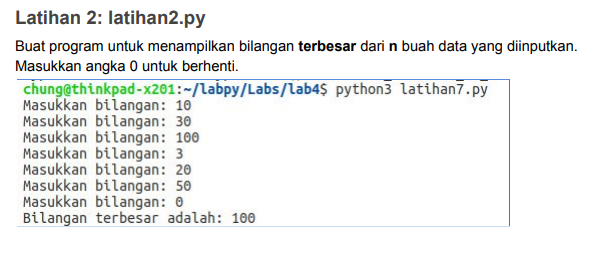 Latihan 2: latihan2.py
Buat program untuk menampilkan bilangan terbesar dari n buah data yang diinputkan.
Masukkan angka 0 untuk berhenti.
chung@thinkpad-x201:~/labpy/Labs/lab4$ python3 latihan7.py
Masukkan bilangan: 10
Masukkan bilangan: 30
Masukkan bilangan: 100
Masukkan bilangan: 3
Masukkan bilangan: 20
Masukkan bilangan: 50
Masukkan bilangan: 0
Bilangan terbesar adalah: 100